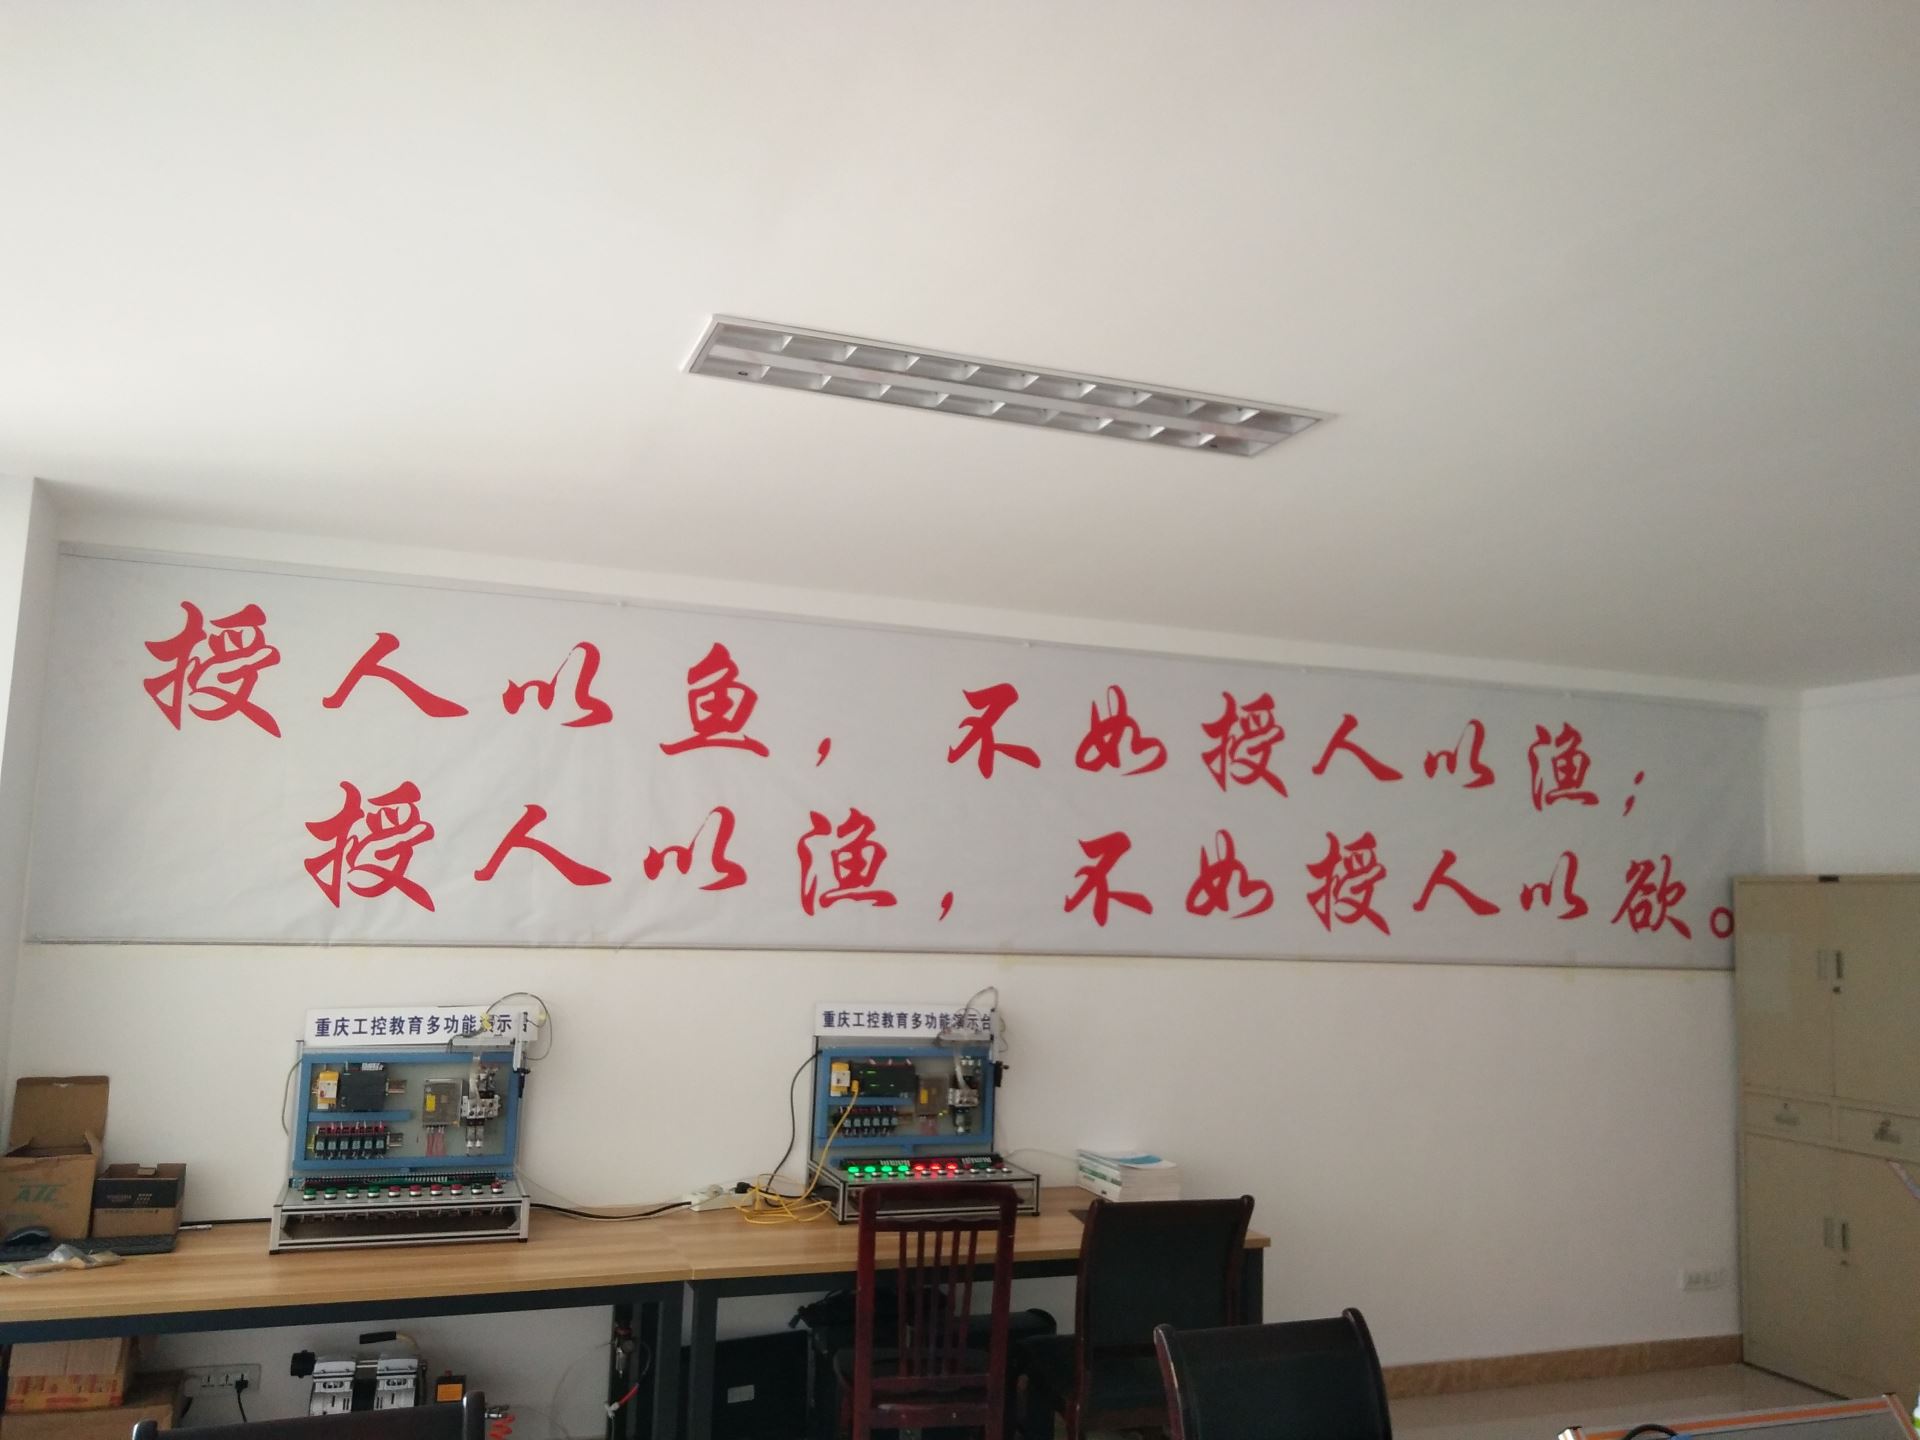 授人以鱼，不如授人以渔；
授人以渔，不如授人以欲。
重庆工控教育多功能演示台
重庆工控教育多功能演示台